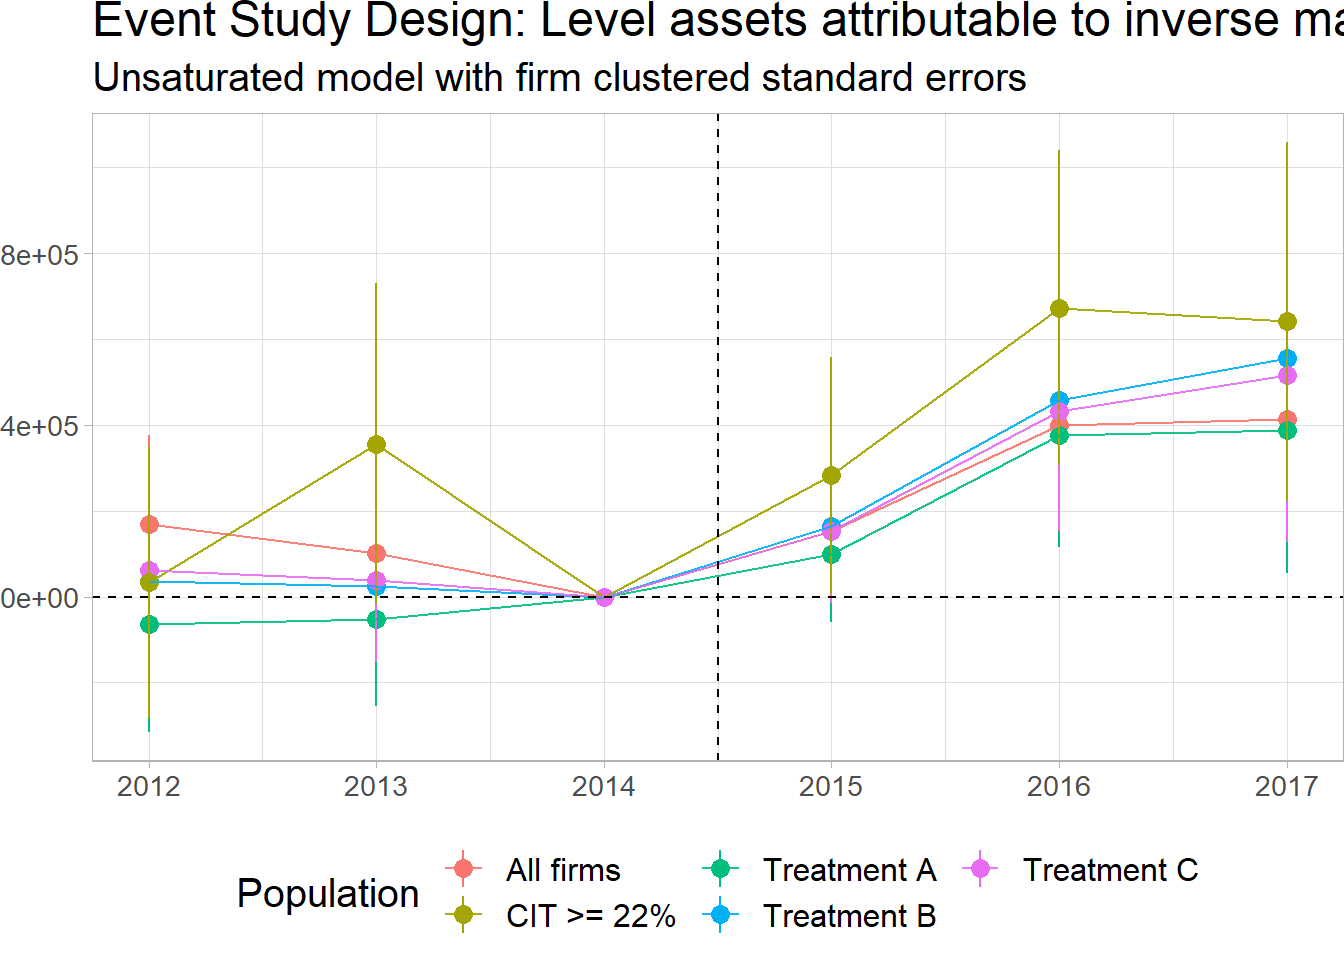 Event Study Design: Level assets attributable to inverse
Unsaturated model with firm clustered standard errors
8e+05
4e+05
0e+00
2012 2013 2014 2015 2016 2017
Population
All firms Treatment A Treatment C
CIT >= 22% Treatment B